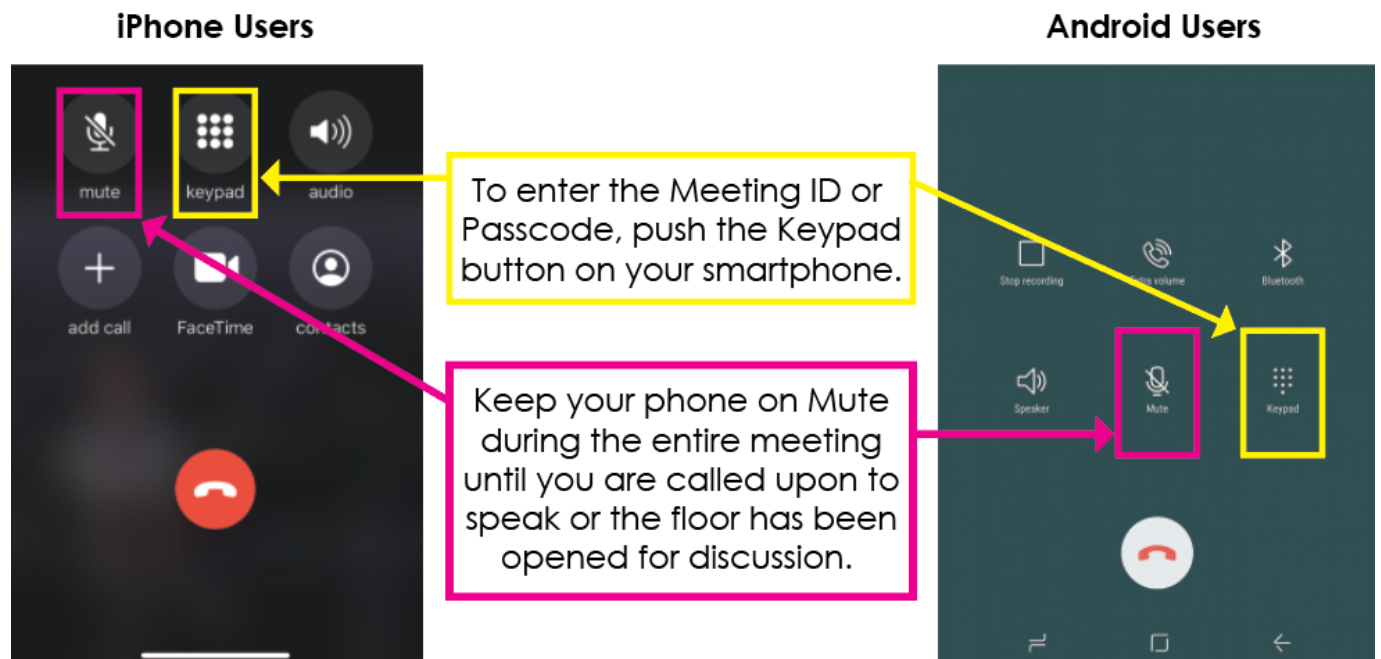 iPhone Users
Android Users
mute
keypad
audio
add call
FaceTime
contacts
To enter the Meeting ID or
Passcode, push the Keypad
button on your smartphone.
Keep your phone on Mute
during the entire meeting
until you are called upon to
speak or the floor has been
opened for discussion.
Stop recording
Extra volume
Bluetooth
Speaker
Mute
Keypad